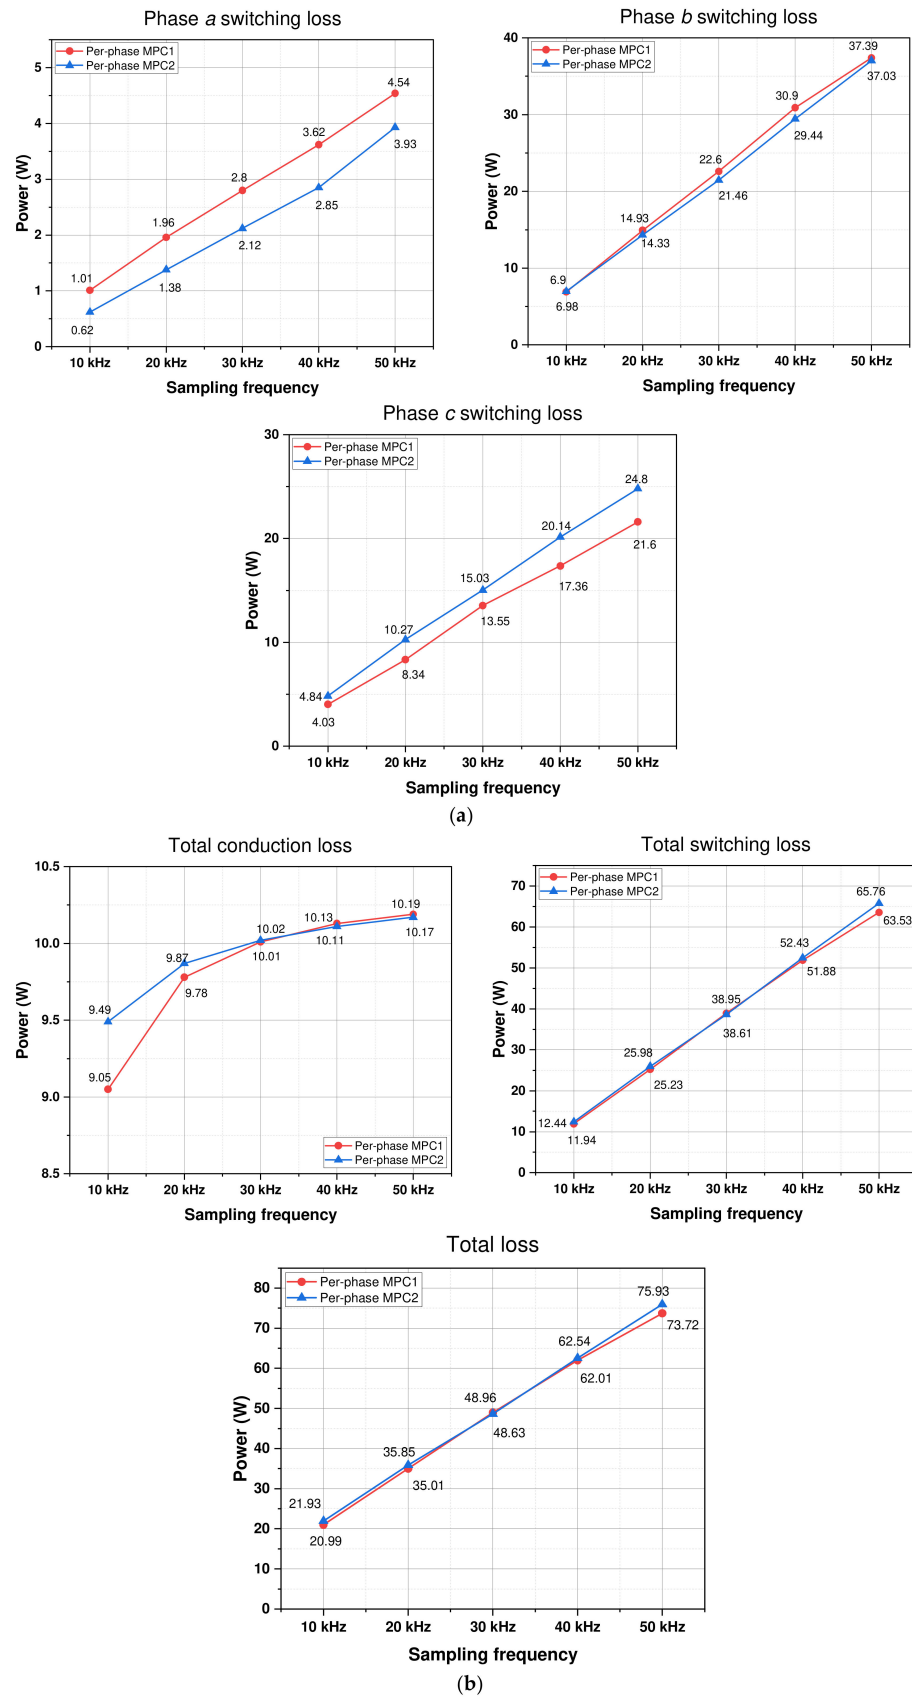 Phase a switching loss
Per-phase MPC1
Per-phase MPC2
5
4
3
2
1
0
Power (W)
1.01
1.96
2.8
3.62
4.54
0.62
1.38
2.12
2.85
3.93
10 kHz 20 kHz 30 kHz 40 kHz 50 kHz
Sampling frequency
Phase b switching loss
Per-phase MPC1
Per-phase MPC2
40
30
20
10
0
Power (W)
6.9
14.93
22.6
30.9
37.39
6.98
14.33
21.46
29.44
37.03
10 kHz 20 kHz 30 kHz 40 kHz 50 kHz
Sampling frequency
Phase c switching loss
Per-phase MPC1
Per-phase MPC2
30
20
10
0
Power (W)
4.84
10.27
15.03
20.14
24.8
4.03
8.34
13.55
17.36
21.6
10 kHz 20 kHz 30 kHz 40 kHz 50 kHz
Sampling frequency
(a)
Total conduction loss
10.5
10.0
9.5
9.0
8.5
Power (W)
9.49
9.87
10.02
10.13
10.19
9.05
9.78
10.01
10.11
10.17
Per-phase MPC1
Per-phase MPC2
10 kHz 20 kHz 30 kHz 40 kHz 50 kHz
Sampling frequency
Total switching loss
Per-phase MPC1
Per-phase MPC2
70
60
50
40
30
20
10
0
Power (W)
12.44
25.98
38.95
52.43
65.76
11.94
25.23
38.61
51.88
63.53
10 kHz 20 kHz 30 kHz 40 kHz 50 kHz
Sampling frequency
Total loss
Per-phase MPC1
Per-phase MPC2
80
70
60
50
40
30
20
10
0
Power (W)
21.93
35.85
48.96
62.54
75.93
20.99
35.01
48.63
62.01
73.72
10 kHz 20 kHz 30 kHz 40 kHz 50 kHz
Sampling frequency
(b)